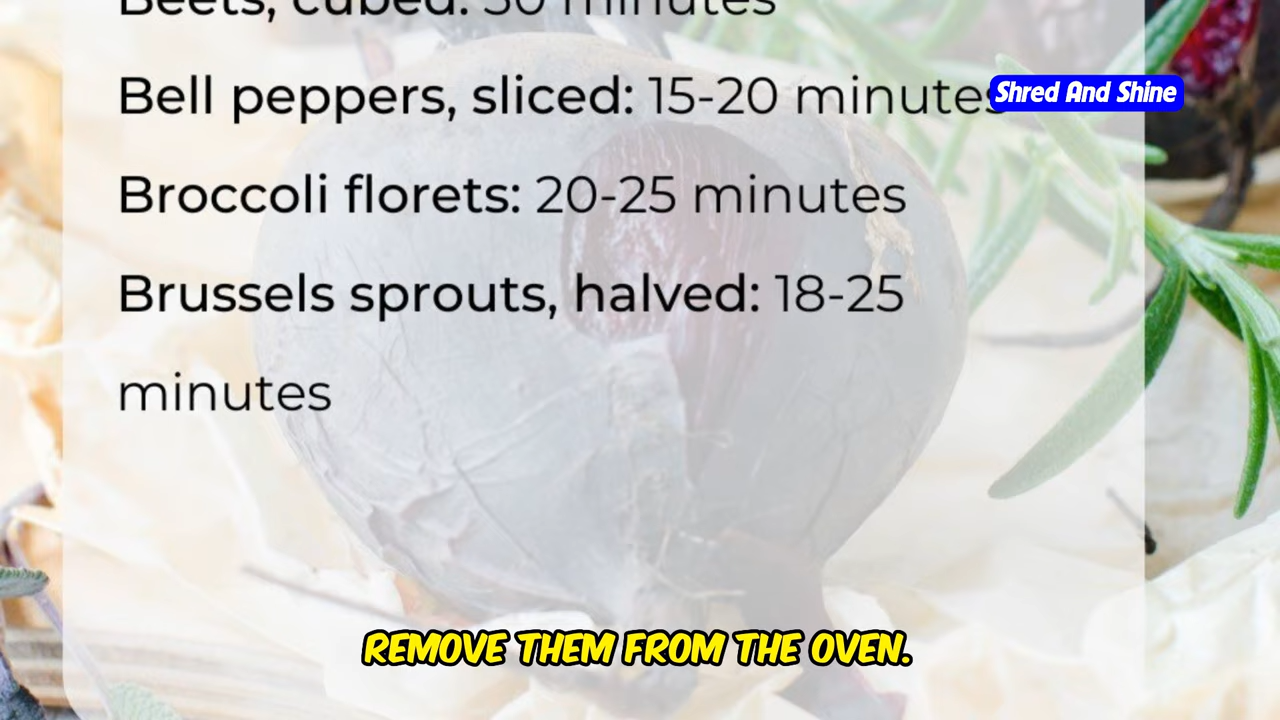 Beets, cubed: 30 minutes
Bell peppers, sliced: 15-20 minutes
Shred And Shine
Broccoli florets: 20-25 minutes
Brussels sprouts, halved: 18-25
minutes
REMOVE THEM FROM THE OVEN.